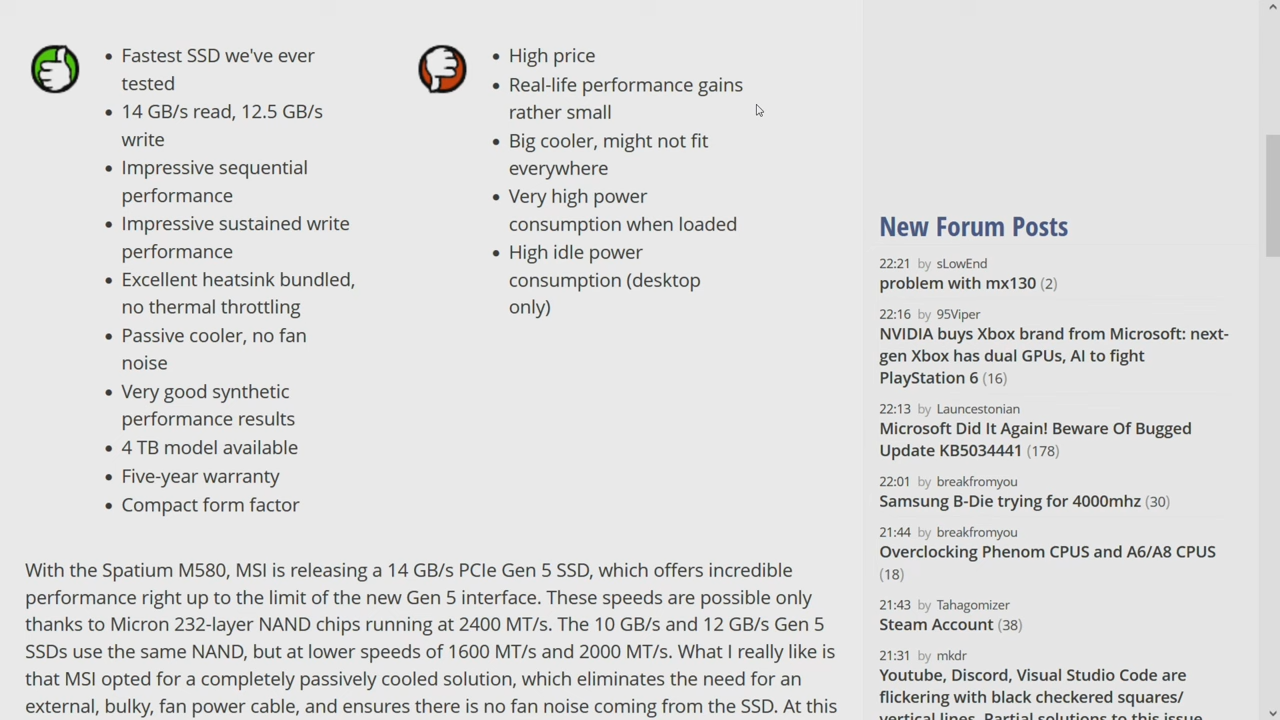 Fastest SSD we've ever
tested
14 GB/s read, 12.5 GB/s
write
Impressive sequential
performance
Impressive sustained write
performance
Excellent heatsink bundled,
no thermal throttling
Passive cooler, no fan
noise
Very good synthetic
performance results
4 TB model available
Five-year warranty
Compact form factor
High price
Real-life performance gains
rather small
Big cooler, might not fit
everywhere
Very high power
consumption when loaded
High idle power
consumption (desktop
only)
With the Spatium M580, MSI is releasing a 14 GB/s PCIe Gen 5 SSD, which offers incredible
performance right up to the limit of the new Gen 5 interface. These speeds are possible only
thanks to Micron 232-layer NAND chips running at 2400 MT/s. The 10 GB/s and 12 GB/s Gen 5
SSDs use the same NAND, but at lower speeds of 1600 MT/s and 2000 MT/s. What I really like is
that MSI opted for a completely passively cooled solution, which eliminates the need for an
external, bulky, fan power cable, and ensures there is no fan noise coming from the SSD. At this
New Forum Posts
22:21 by sLowEnd
problem with mx130 (2)
22:16 by 95Viper
NVIDIA buys Xbox brand from Microsoft: next-
gen Xbox has dual GPUs, AI to fight
PlayStation 6 (16)
22:13 by Launcestonian
Microsoft Did It Again! Beware Of Bugged
Update KB5034441 (178)
22:01 by breakfromyou
Samsung B-Die trying for 4000mhz (30)
21:44 by breakfromyou
Overclocking Phenom CPUS and A6/A8 CPUS
(18)
21:43 by Tahagomizer
Steam Account (38)
21:31 by mkdr
Youtube, Discord, Visual Studio Code are
flickering with black checkered squares/
vertical lines. Partial solutions to this issue